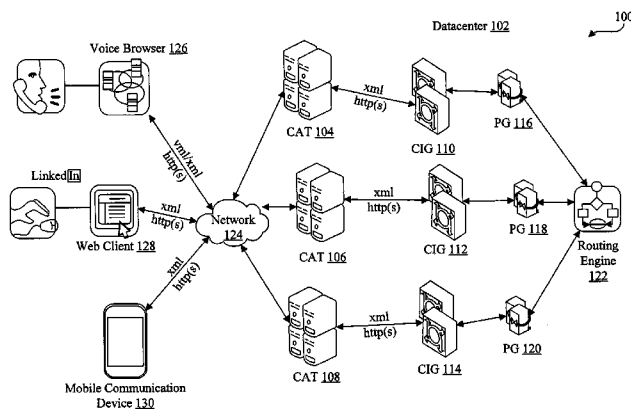 100
Datacenter 102
Voice Browser 126
xml
http(s)
CAT 104
CIG 110
PG 116
vml/xml
http(s)
Linked In
xml
http(s)
Web Client 128
Network
124
CAT 106
xml
http(s)
CIG 112
PG 118
Routing
Engine
122
xml
http(s)
Mobile Communication
Device 130
CAT 108
xml
http(s)
CIG 114
PG 120